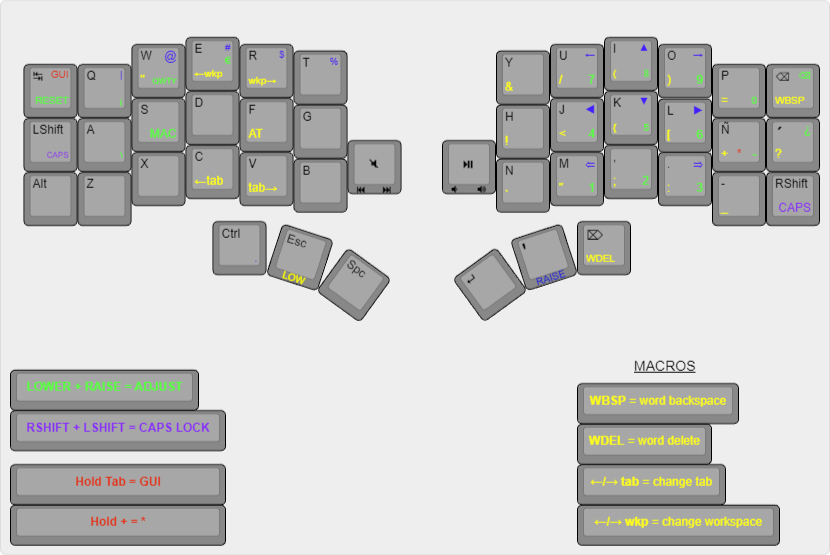 W @ " QWTY
E # € ←wkp
R $ wkp→
T %
Y &
U ← / 7
I ▲ ( 8
O → ) 9
↹ GUI RESET
Q |
P = 0
⌫ ⌫ WBSP
S MAC
D
F AT
G
H !
J ◄ < 4
K ▼ { 5
L ► [ 6
LShift CAPS
A
Ñ + * -
´ ¿ ?
X
C ←tab
V tab→
B
N `
M ⇐ " 1
, ; 2
. ⇒ : 3
Alt
Z
- _
RShift CAPS
Ctrl
Esc LOW
Spc
↵
' RAISE
⌦ WDEL
MACROS
LOWER + RAISE = ADJUST
WBSP = word backspace
RSHIFT + LSHIFT = CAPS LOCK
WDEL = word delete
Hold Tab = GUI
←/→ tab = change tab
Hold + = *
←/→ wkp = change workspace